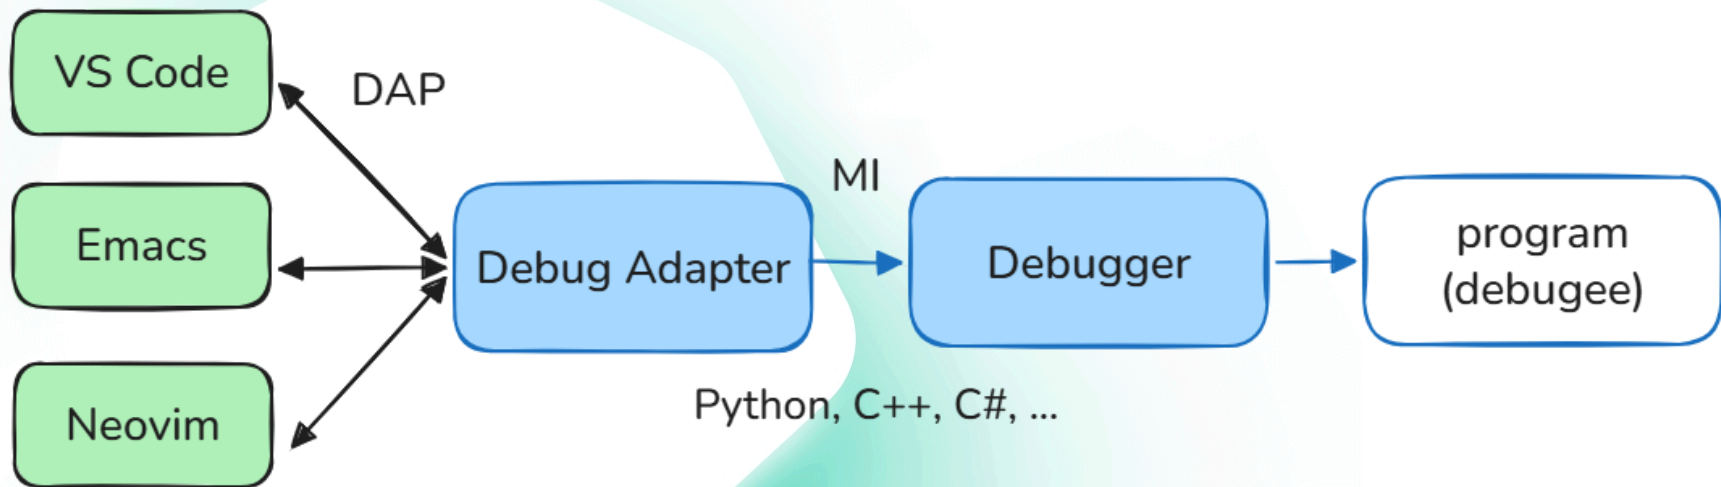 VS Code
DAP
Emacs
Neovim
Debug Adapter
MI
Debugger
program
(debugee)
Python, C++, C#, ...